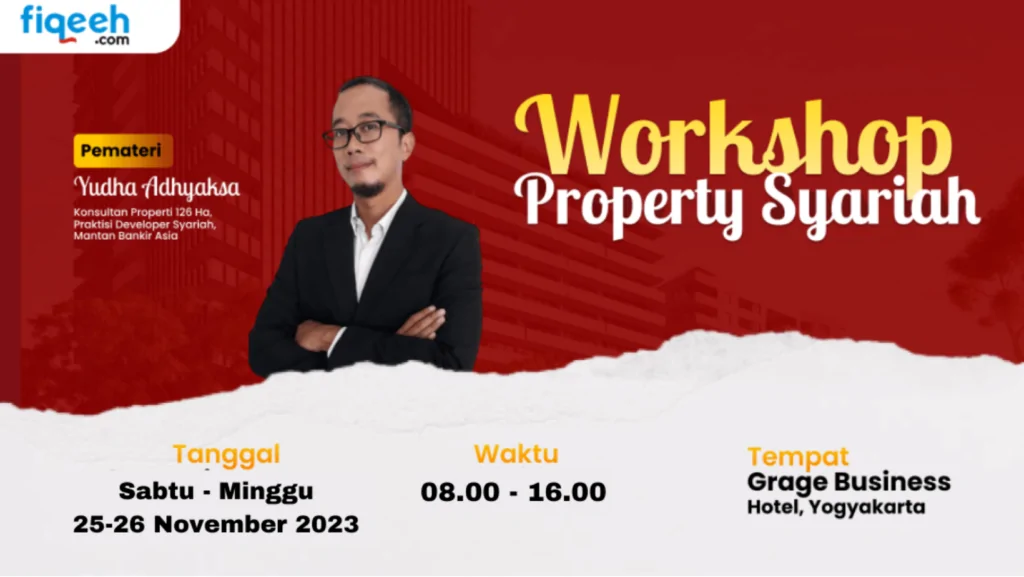 fiqeeh
.com
Pemateri
Yudha Adhyaksa
Konsultan Properti 126 Ha,
Praktisi Developer Syariah,
Mantan Bankir Asia
Workshop
Property Syariah
Tanggal
Sabtu - Minggu
25-26 November 2023
Waktu
08.00 - 16.00
Tempat
Grage Business
Hotel, Yogyakarta